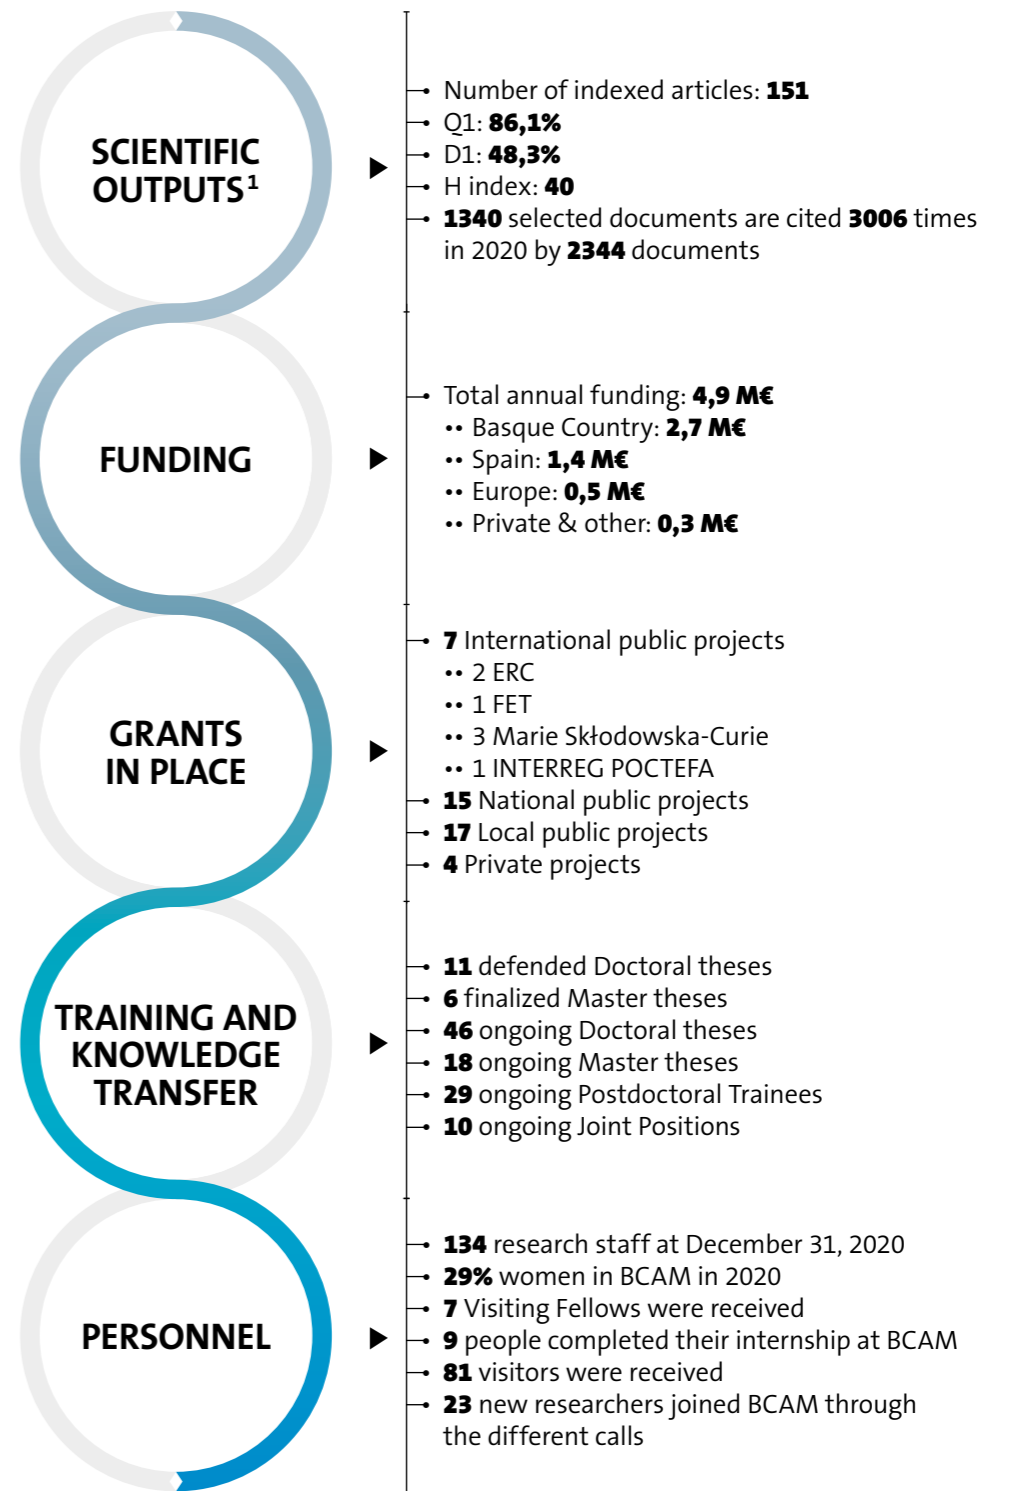 SCIENTIFIC
OUTPUTS¹
Number of indexed articles: 151
Q1: 86,1%
D1: 48,3%
H index: 40
1340 selected documents are cited 3006 times
in 2020 by 2344 documents
FUNDING
Total annual funding: 4,9 M€
•• Basque Country: 2,7 M€
•• Spain: 1,4 M€
•• Europe: 0,5 M€
•• Private & other: 0,3 M€
GRANTS
IN PLACE
7 International public projects
•• 2 ERC
•• 1 FET
•• 3 Marie Skłodowska-Curie
•• 1 INTERREG POCTEFA
15 National public projects
17 Local public projects
4 Private projects
TRAINING AND
KNOWLEDGE
TRANSFER
11 defended Doctoral theses
6 finalized Master theses
46 ongoing Doctoral theses
18 ongoing Master theses
29 ongoing Postdoctoral Trainees
10 ongoing Joint Positions
PERSONNEL
134 research staff at December 31, 2020
29% women in BCAM in 2020
7 Visiting Fellows were received
9 people completed their internship at BCAM
81 visitors were received
23 new researchers joined BCAM through
the different calls